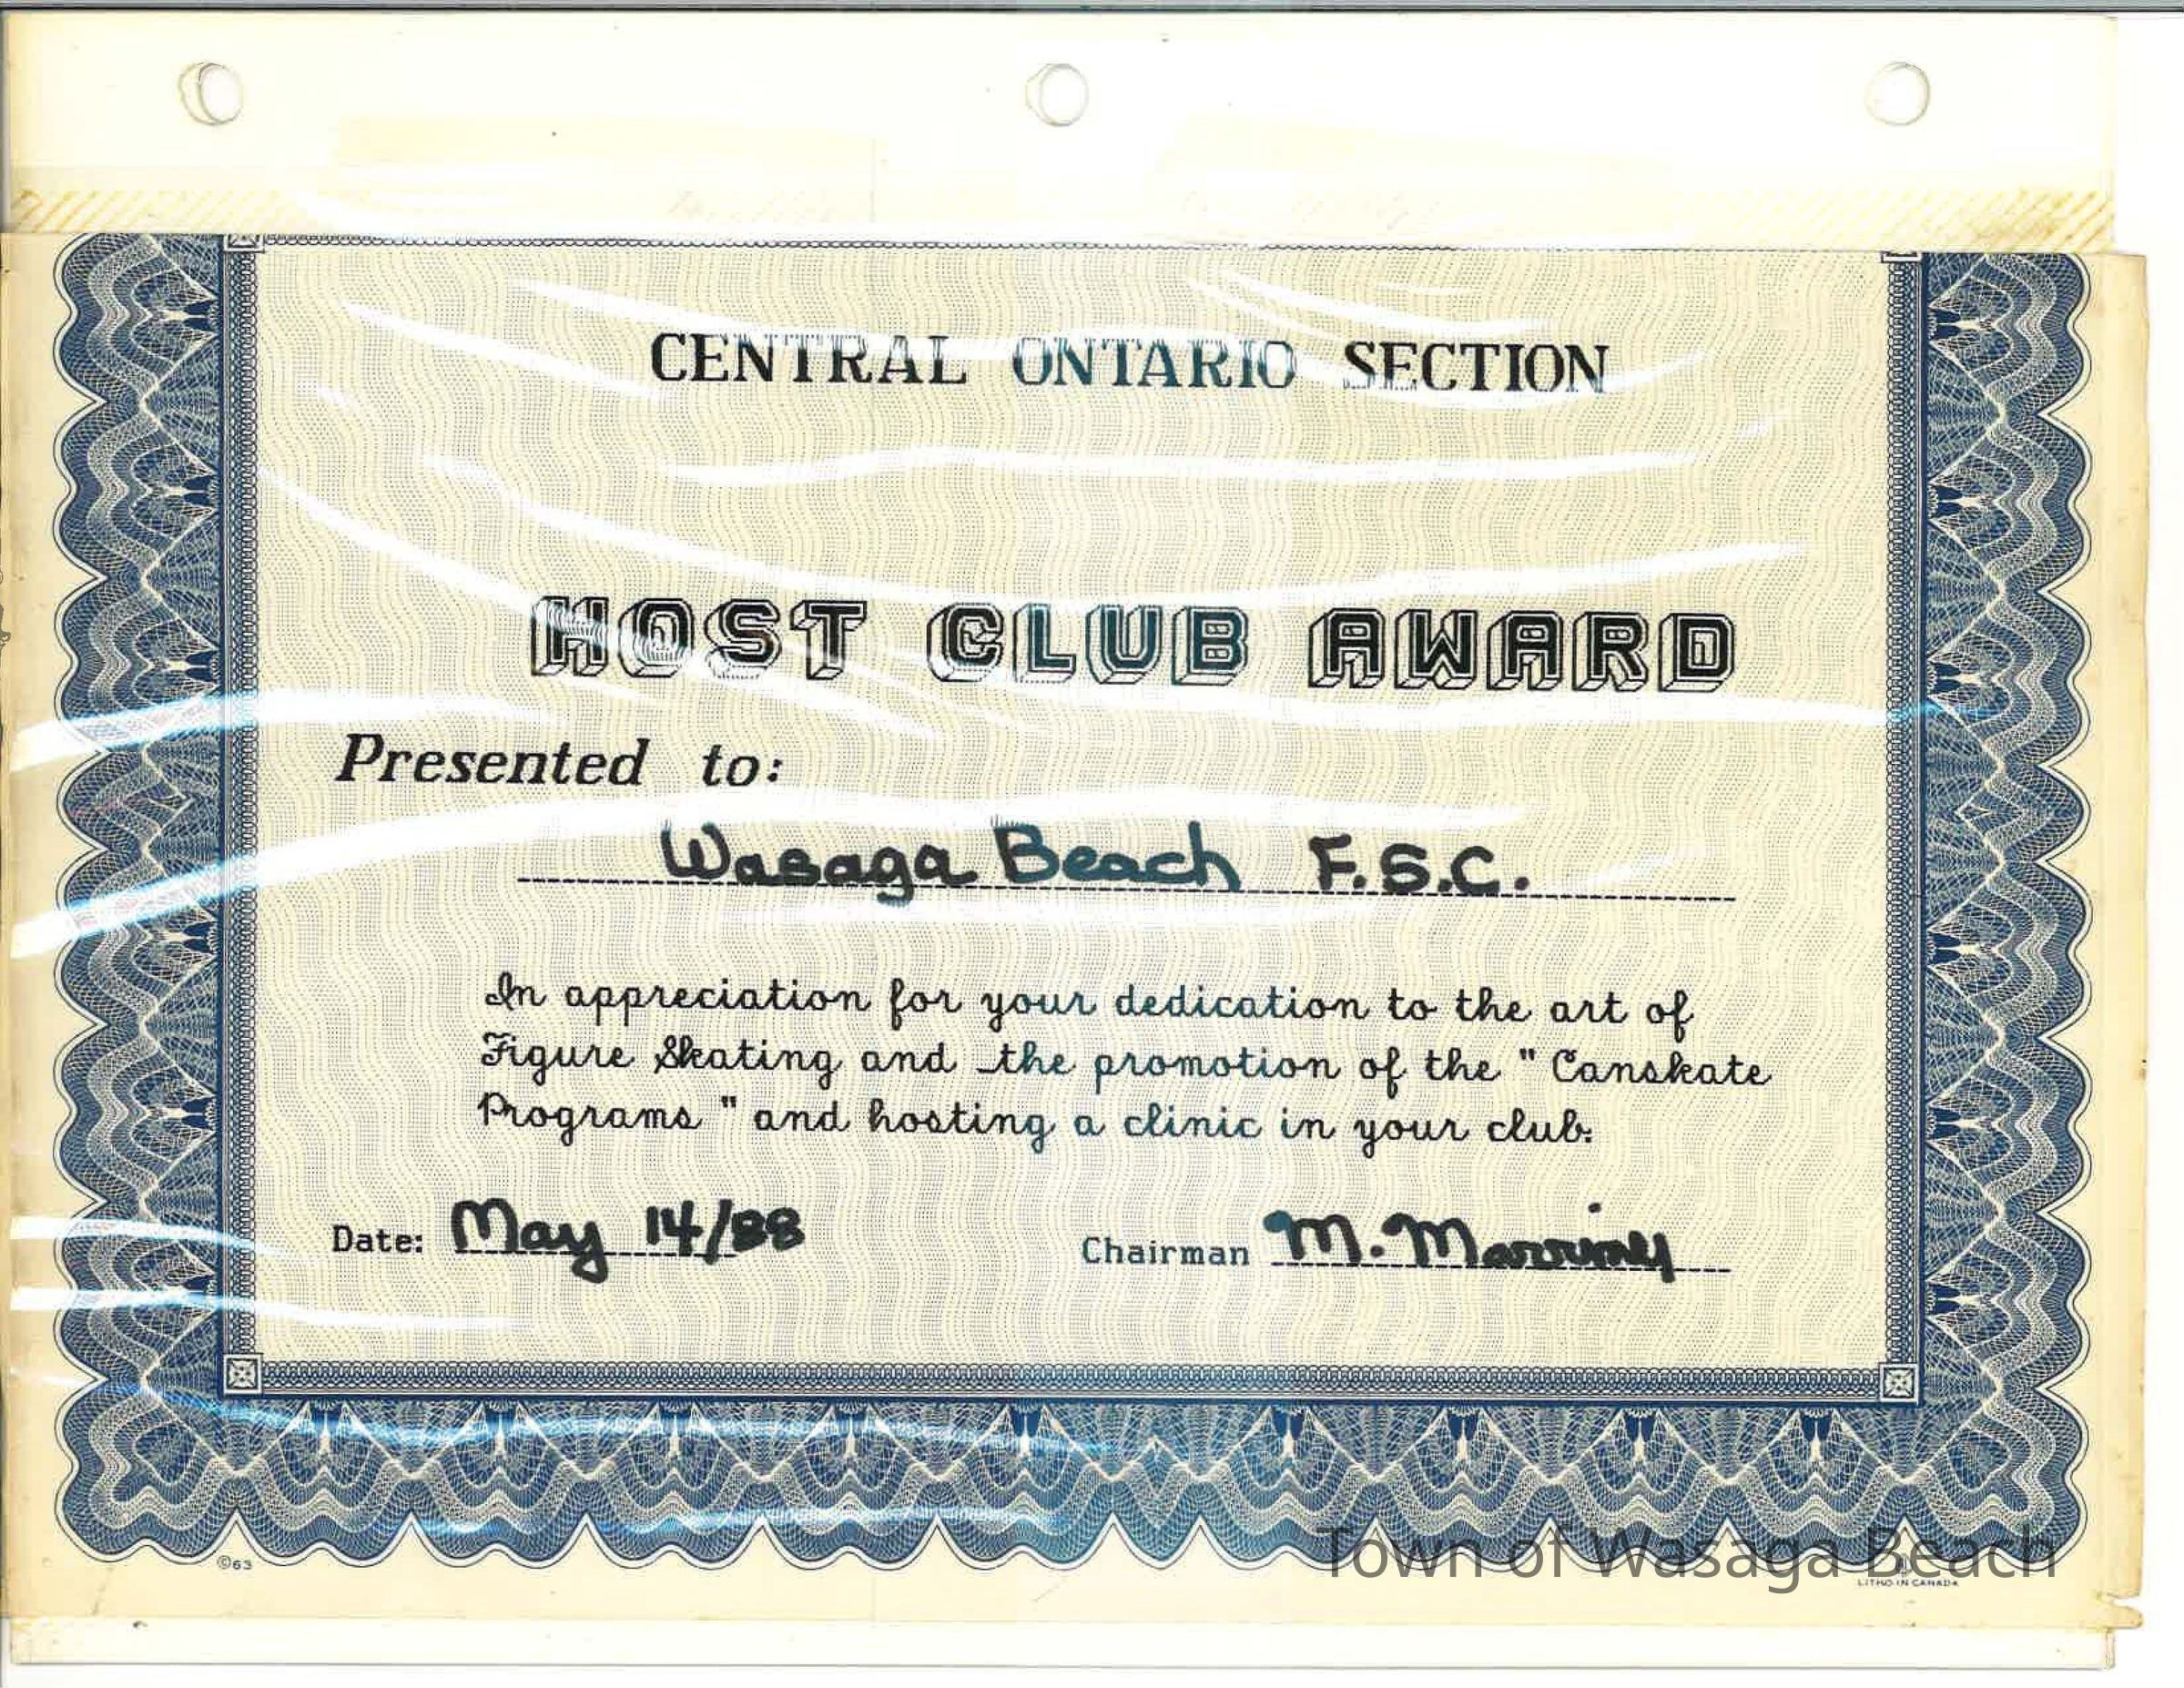 CENTRAL ONTARIO SECTION
HOST CLUB AWARD
Presented to:
Wasaga Beach F.S.C.
In appreciation for your dedication to the art of
Figure Skating and the promotion of the " Canskate
Programs " and hosting a clinic in your club.
Date: May 14/88
Chairman M. M
©63
Town of Wasaga Beach
LITHO IN CANADA